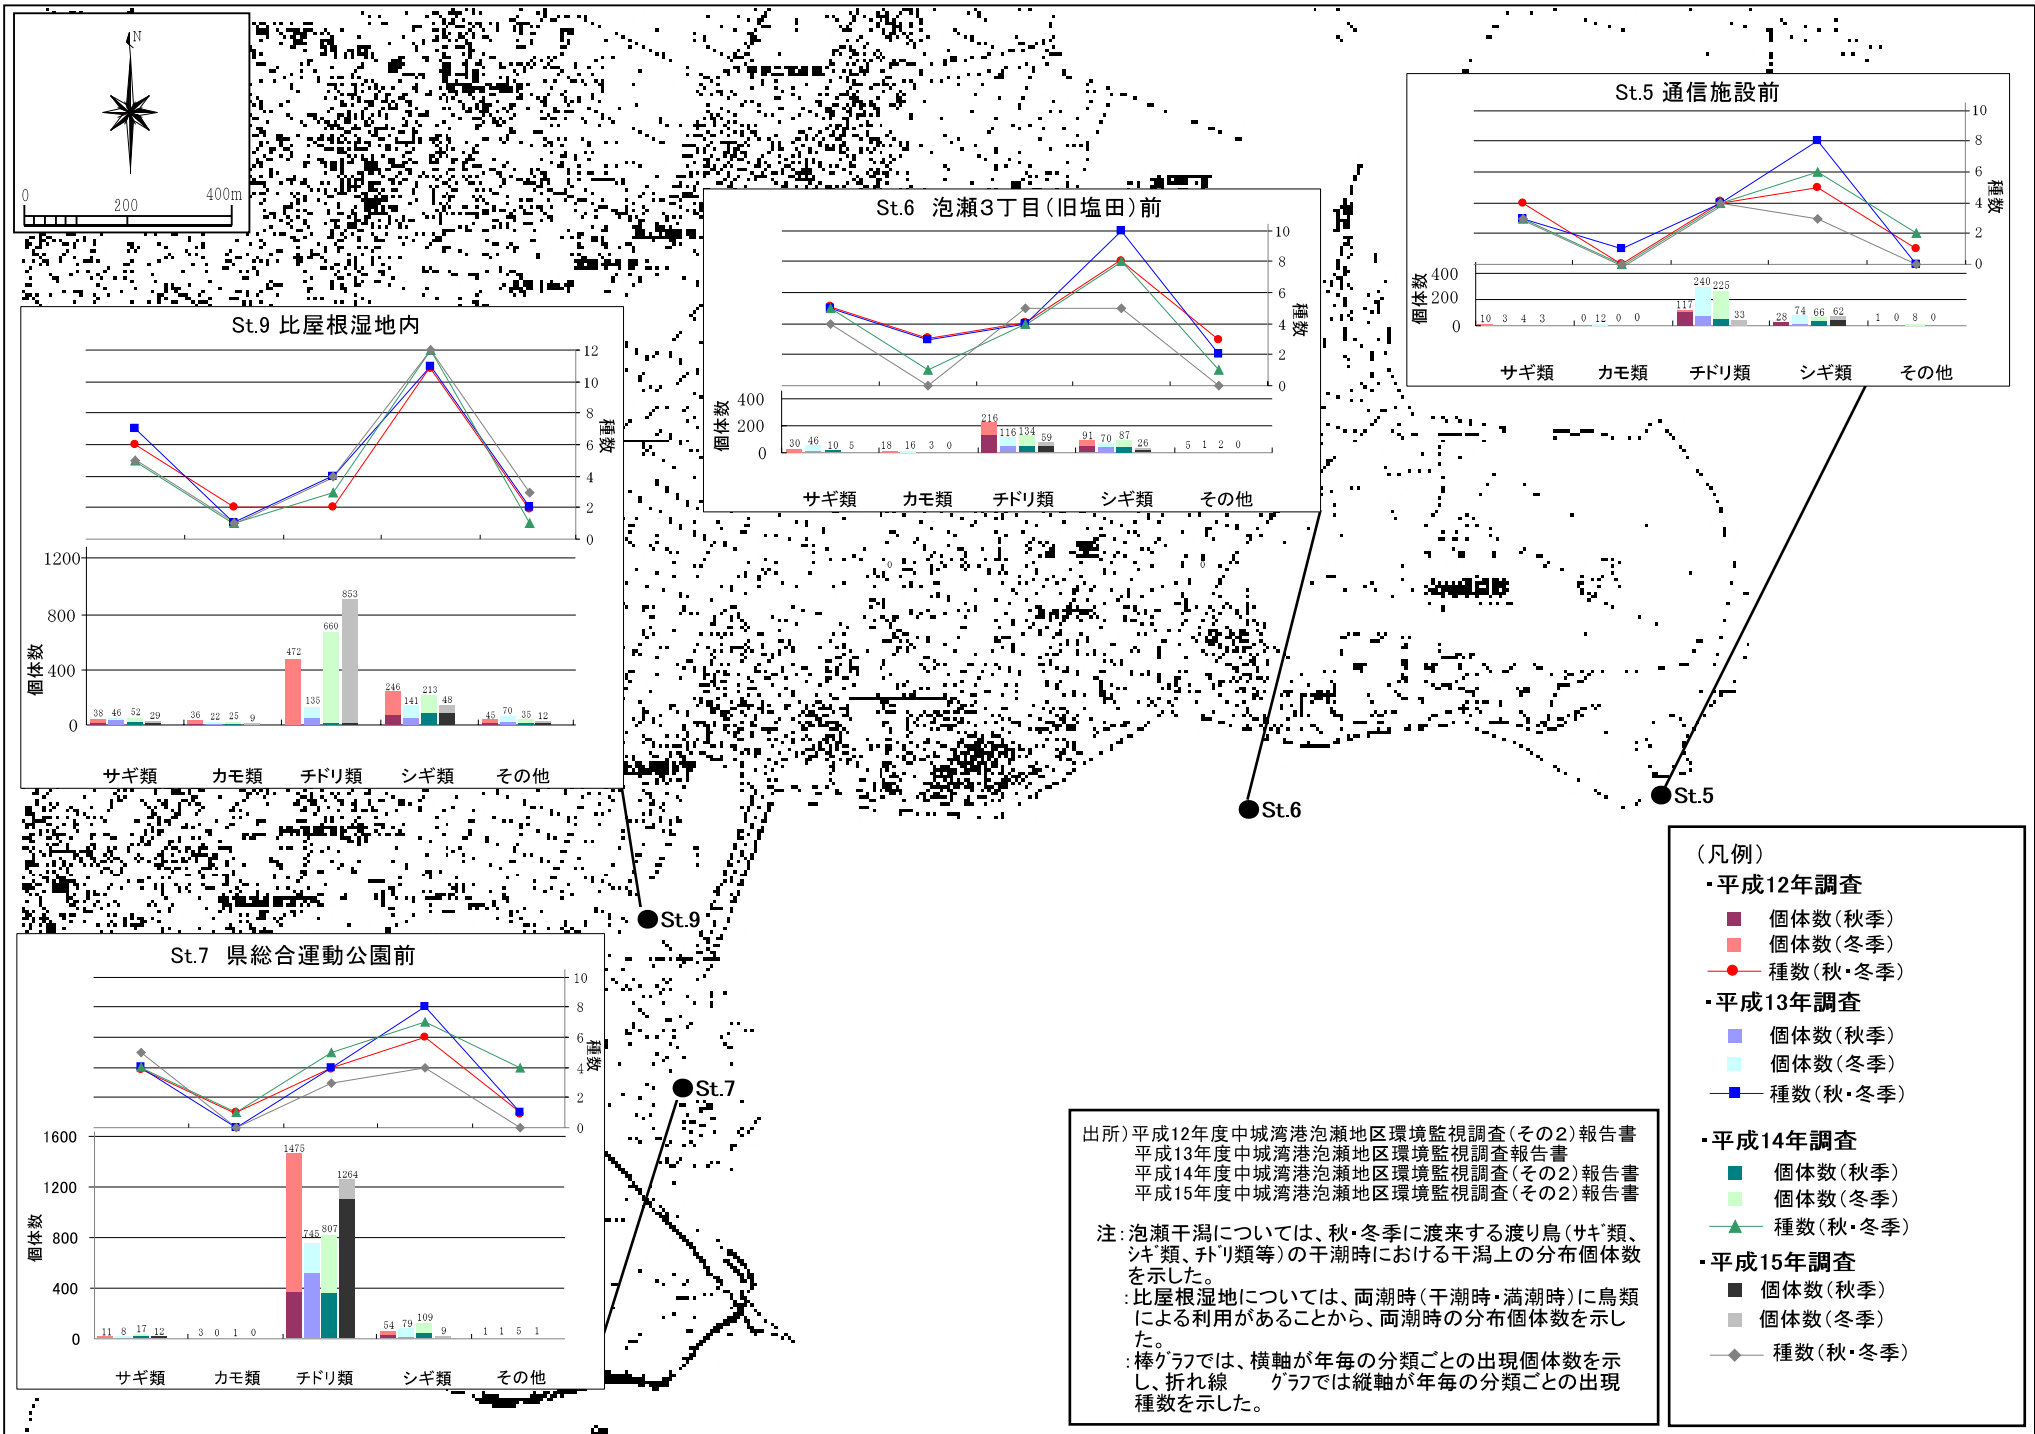 N
0 200 400m
St.5 通信施設前
10
8
6
4
2
0
種数
400
200
0
個体数
10 3 4 3 0 12 0 0 117 240 225 33 28 74 66 62 1 0 8 0
サギ類 カモ類 チドリ類 シギ類 その他
St.6 泡瀬3丁目(旧塩田)前
10
8
6
4
2
0
種数
400
200
0
個体数
30 46 10 5 18 16 3 0 216 116 134 59 91 70 87 26 5 1 2 0
サギ類 カモ類 チドリ類 シギ類 その他
St.9 比屋根湿地内
12
10
8
6
4
2
0
種数
1200
800
400
0
個体数
38 46 52 29 36 22 25 9 472 135 660 853 246 141 213 48 45 70 35 12
サギ類 カモ類 チドリ類 シギ類 その他
St.5
St.6
St.9
St.7
St.7 県総合運動公園前
10
8
6
4
2
0
種数
1600
1200
800
400
0
個体数
11 8 17 12 3 0 1 0 1475 745 807 1264 54 79 109 9 1 1 5 1
サギ類 カモ類 チドリ類 シギ類 その他
(凡例)
・平成12年調査
個体数(秋季)
個体数(冬季)
種数(秋・冬季)
・平成13年調査
個体数(秋季)
個体数(冬季)
種数(秋・冬季)
・平成14年調査
個体数(秋季)
個体数(冬季)
種数(秋・冬季)
・平成15年調査
個体数(秋季)
個体数(冬季)
種数(秋・冬季)
出所)平成12年度中城湾港泡瀬地区環境監視調査(その2)報告書
平成13年度中城湾港泡瀬地区環境監視調査報告書
平成14年度中城湾港泡瀬地区環境監視調査(その2)報告書
平成15年度中城湾港泡瀬地区環境監視調査(その2)報告書
注:泡瀬干潟については、秋・冬季に渡来する渡り鳥(ｻｷﾞ類、
ｼｷﾞ類、ﾁﾄﾞﾘ類等)の干潮時における干潟上の分布個体数
を示した。
:比屋根湿地については、両潮時(干潮時・満潮時)に鳥類
による利用があることから、両潮時の分布個体数を示し
た。
:棒ｸﾞﾗﾌでは、横軸が年毎の分類ごとの出現個体数を示
し、折れ線 ｸﾞﾗﾌでは縦軸が年毎の分類ごとの出現
種数を示した。